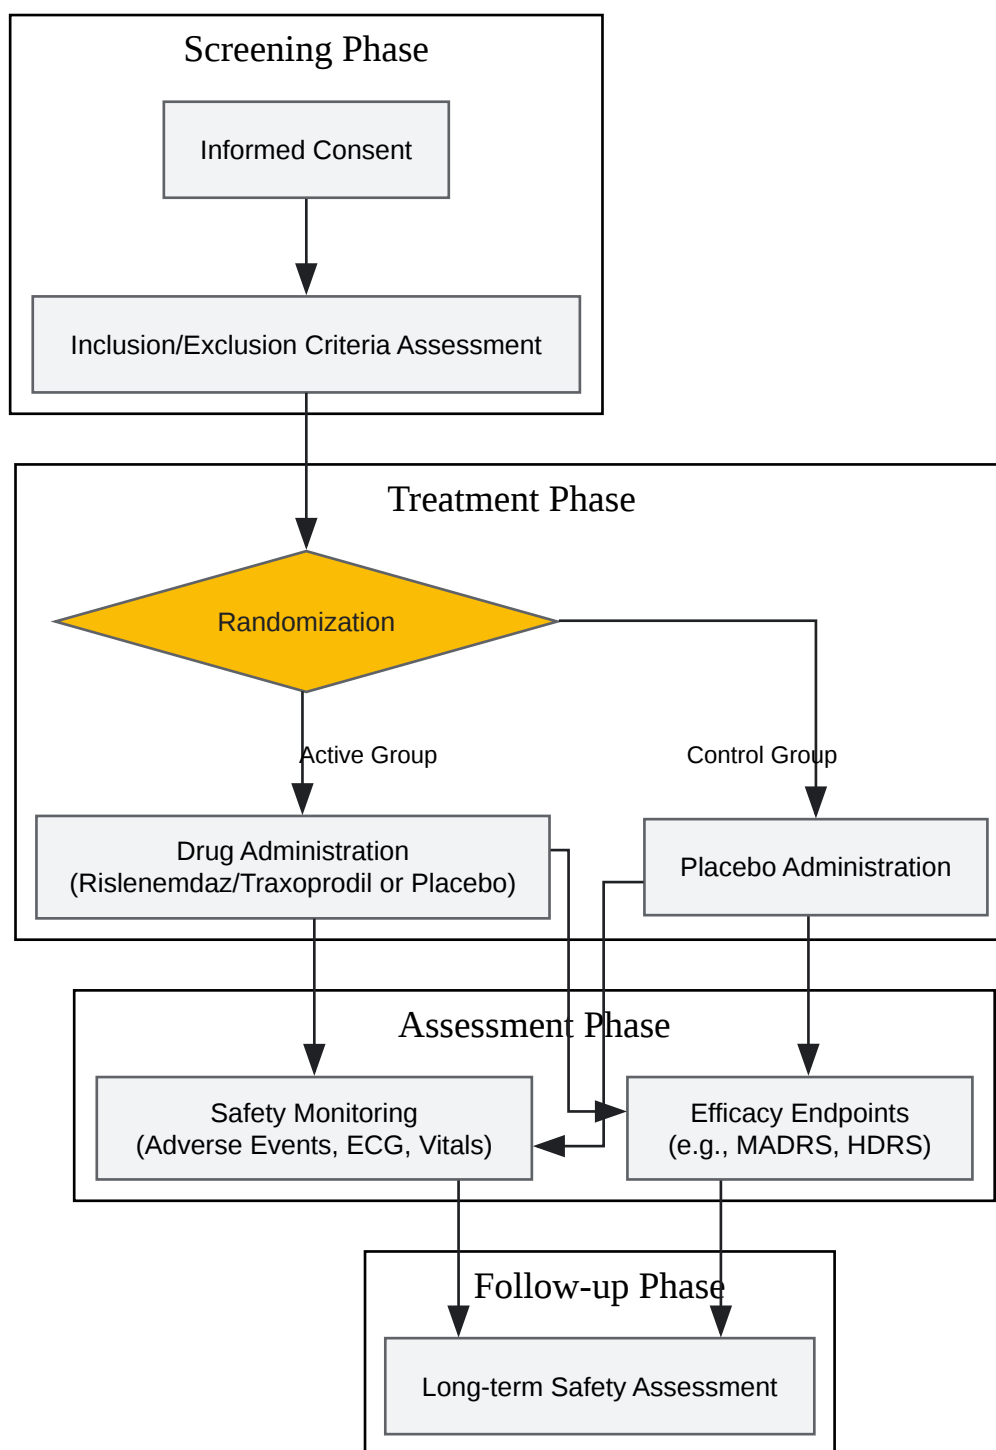 Screening Phase
Informed Consent
Inclusion/Exclusion Criteria Assessment
Treatment Phase
Randomization
Active Group
Control Group
Drug Administration
(Rislenemdaz/Traxoprodil or Placebo)
Placebo Administration
Assessment Phase
Safety Monitoring
(Adverse Events, ECG, Vitals)
Efficacy Endpoints
(e.g., MADRS, HDRS)
Follow-up Phase
Long-term Safety Assessment